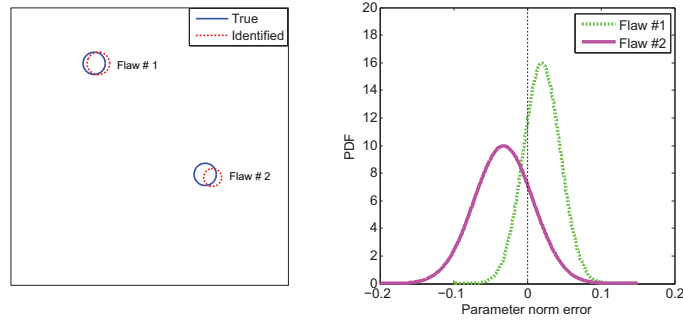 True
Identified
Flaw # 1
Flaw # 2
20
18
16
14
12
10
8
6
4
2
0
PDF
Flaw #1
Flaw #2
−0.2
−0.1
0
0.1
0.2
Parameter norm error